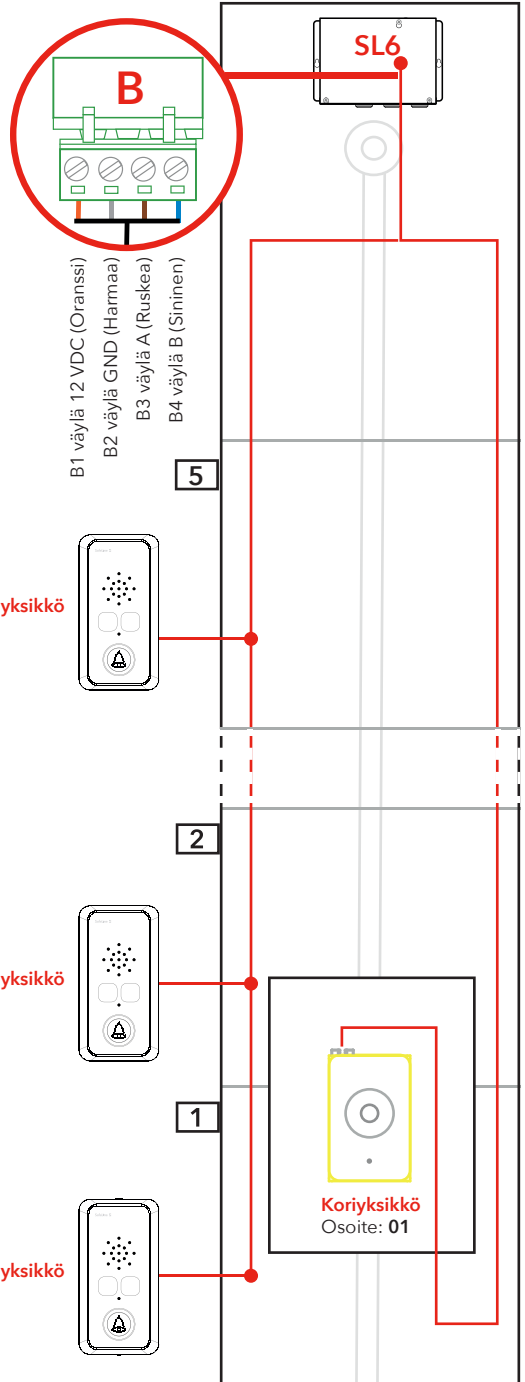 SL6
B
B1 väylä 12 VDC (Oranssi)
B2 väylä GND (Harmaa)
B3 väylä A (Ruskea)
B4 väylä B (Sininen)
5
yksikkö
2
yksikkö
1
Koriyksikkö
Osoite: 01
yksikkö